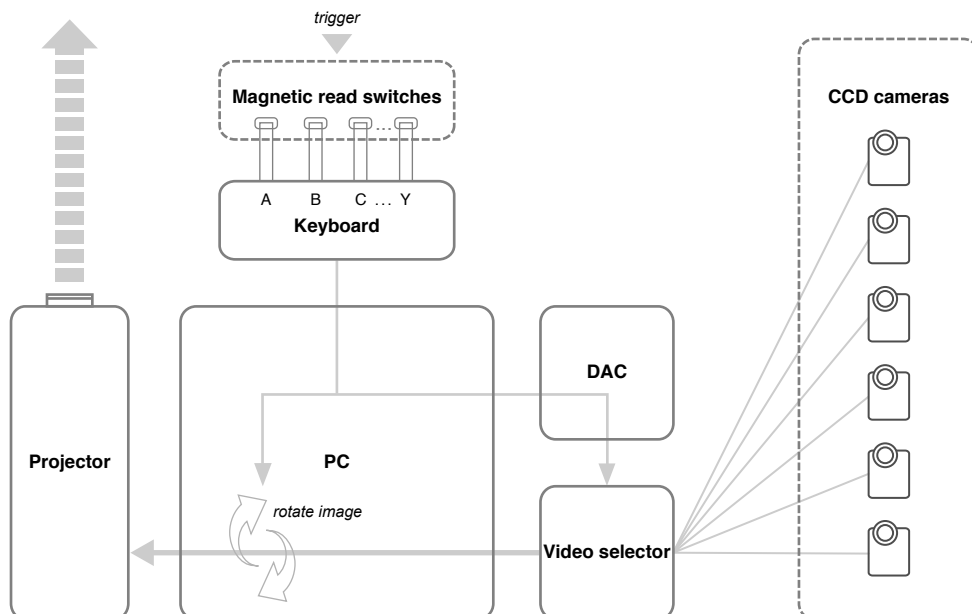 trigger
Magnetic read switches
...
A B C ... Y
Keyboard
CCD cameras
DAC
Projector
PC
rotate image
Video selector